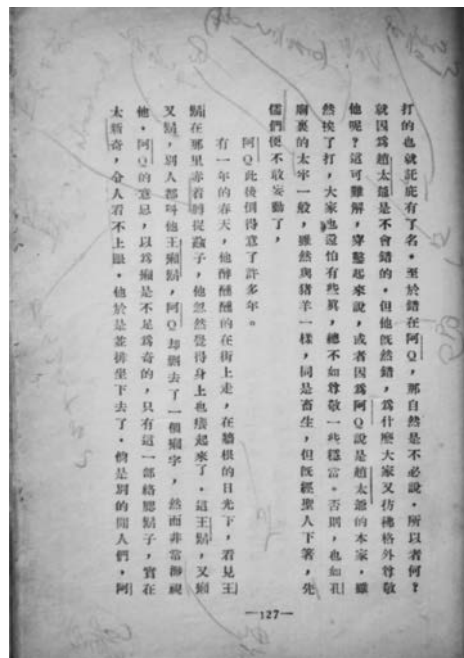 打的也就託庇有了名。至於錯在阿Q，那自然是不必說。所以者何？
就因爲趙太爺是不會錯的。但他旣然錯，爲什麼大家又彷彿格外尊敬
他呢？這可難解，穿鑿起來說，或者因爲阿Q說是趙太爺的本家，雖
然挨了打，大家也還怕有些眞，總不如尊敬一些穩當。否則，也如孔
廟裏的太牢一般，雖然與猪羊一樣，同是畜生，但旣經聖人下箸，先
儒們便不敢妄動了，
阿Q此後倒得意了許多年。
有一年的春天，他醉醺醺的在街上走，在牆根的日光下，看見王
鬍在那里赤着膊捉蝨子，他忽然覺得身上也癢起來了。這王鬍，又癩
又鬍，別人都叫他王癩鬍，阿Q却刪去了一個癩字，然而非常渺視
他。阿Q的意思，以爲癩是不足爲奇的，只有這一部絡腮鬍子，實在
太新奇，令人看不上眼。他於是並排坐下去了。倘是別的閒人們，阿
—127—